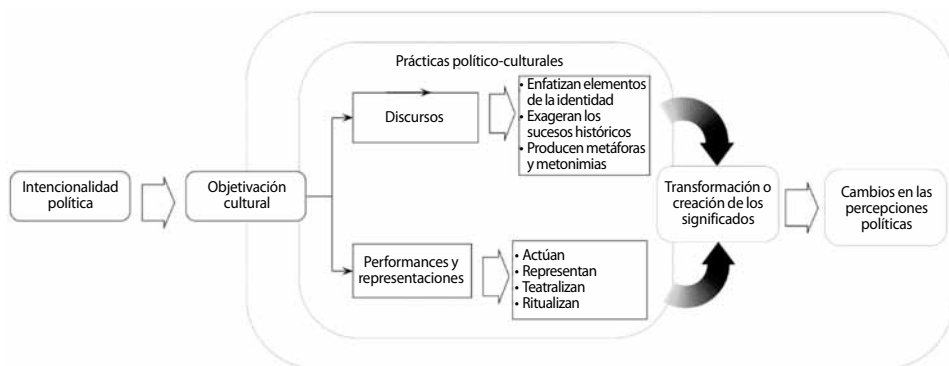 Prácticas político-culturales
Intencionalidad
política
Objetivación
cultural
Discursos
• Enfatizan elementos
de la identidad
• Exageran los
sucesos históricos
• Producen metáforas
y metonimias
Performances y
representaciones
• Actúan
• Representan
• Teatralizan
• Ritualizan
Transformación o
creación de los
significados
Cambios en las
percepciones
políticas